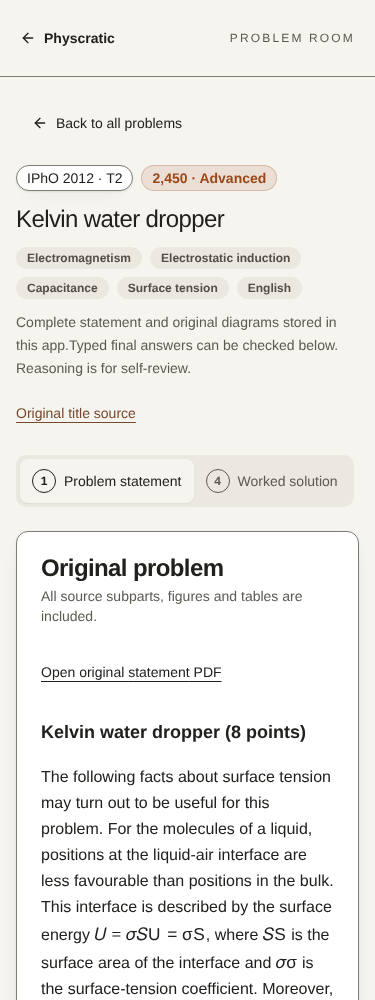 Physcratic
PROBLEM ROOM
Back to all problems
IPhO 2012 · T2
2,450 · Advanced
Kelvin water dropper
Electromagnetism
Electrostatic induction
Capacitance
Surface tension
English
Complete statement and original diagrams stored in
this app.Typed final answers can be checked below.
Reasoning is for self-review.
Original title source
1 Problem statement
4 Worked solution
Original problem
All source subparts, figures and tables are
included.
Open original statement PDF
Kelvin water dropper (8 points)
The following facts about surface tension
may turn out to be useful for this
problem. For the molecules of a liquid,
positions at the liquid-air interface are
less favourable than positions in the bulk.
This interface is described by the surface
energy U = σSU = σS, where SS is the
surface area of the interface and σσ is
the surface-tension coefficient. Moreover,